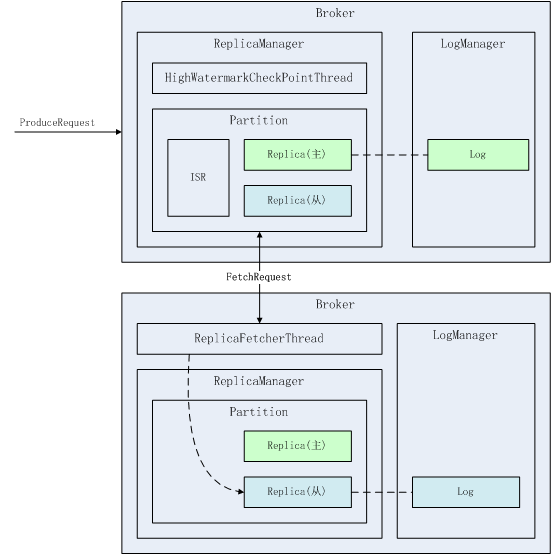 Broker
ReplicaManager
LogManager
HighWatermarkCheckPointThread
ProduceRequest
Partition
ISR
Replica(主)
Log
Replica(从)
FetchRequest
Broker
ReplicaFetcherThread
LogManager
ReplicaManager
Partition
Replica(主)
Replica(从)
Log